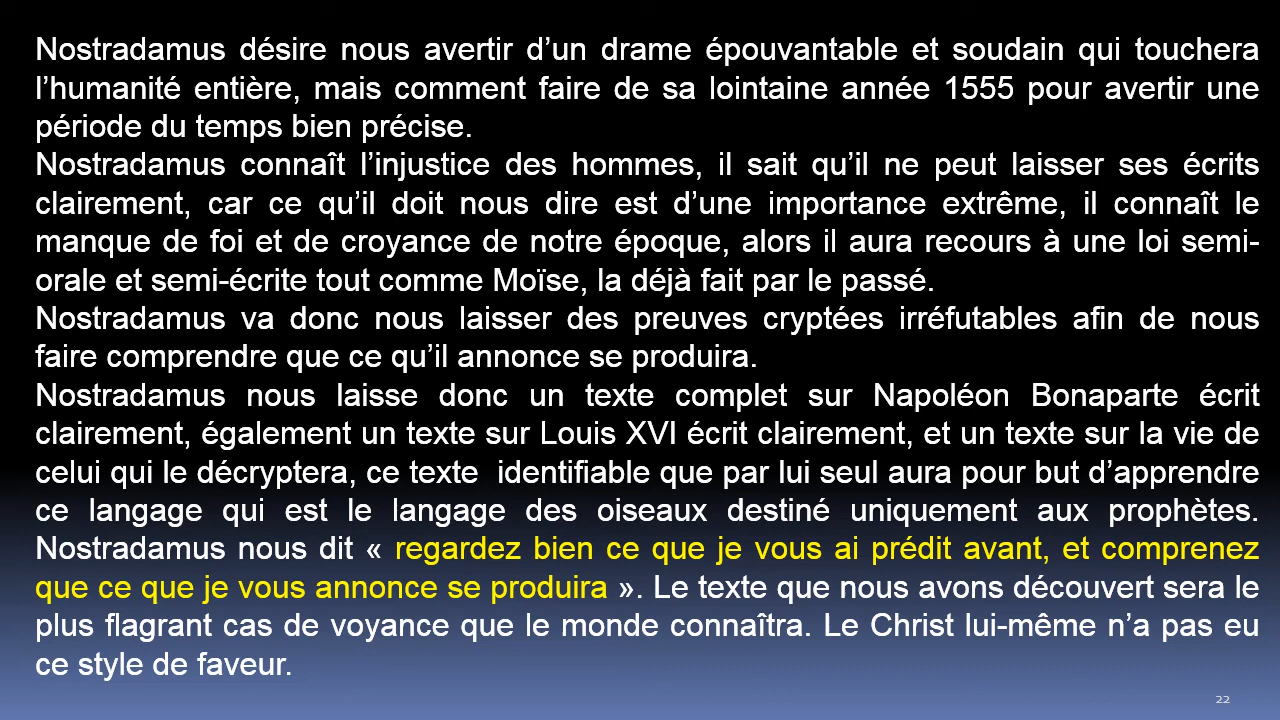 Nostradamus désire nous avertir d’un drame épouvantable et soudain qui touchera
l’humanité entière, mais comment faire de sa lointaine année 1555 pour avertir une
période du temps bien précise.
Nostradamus connaît l’injustice des hommes, il sait qu’il ne peut laisser ses écrits
clairement, car ce qu’il doit nous dire est d’une importance extrême, il connaît le
manque de foi et de croyance de notre époque, alors il aura recours à une loi semi-
orale et semi-écrite tout comme Moïse, la déjà fait par le passé.
Nostradamus va donc nous laisser des preuves cryptées irréfutables afin de nous
faire comprendre que ce qu’il annonce se produira.
Nostradamus nous laisse donc un texte complet sur Napoléon Bonaparte écrit
clairement, également un texte sur Louis XVI écrit clairement, et un texte sur la vie de
celui qui le décryptera, ce texte  identifiable que par lui seul aura pour but d’apprendre
ce langage qui est le langage des oiseaux destiné uniquement aux prophètes.
Nostradamus nous dit « regardez bien ce que je vous ai prédit avant, et comprenez
que ce que je vous annonce se produira ». Le texte que nous avons découvert sera le
plus flagrant cas de voyance que le monde connaîtra. Le Christ lui-même n’a pas eu
ce style de faveur.
22